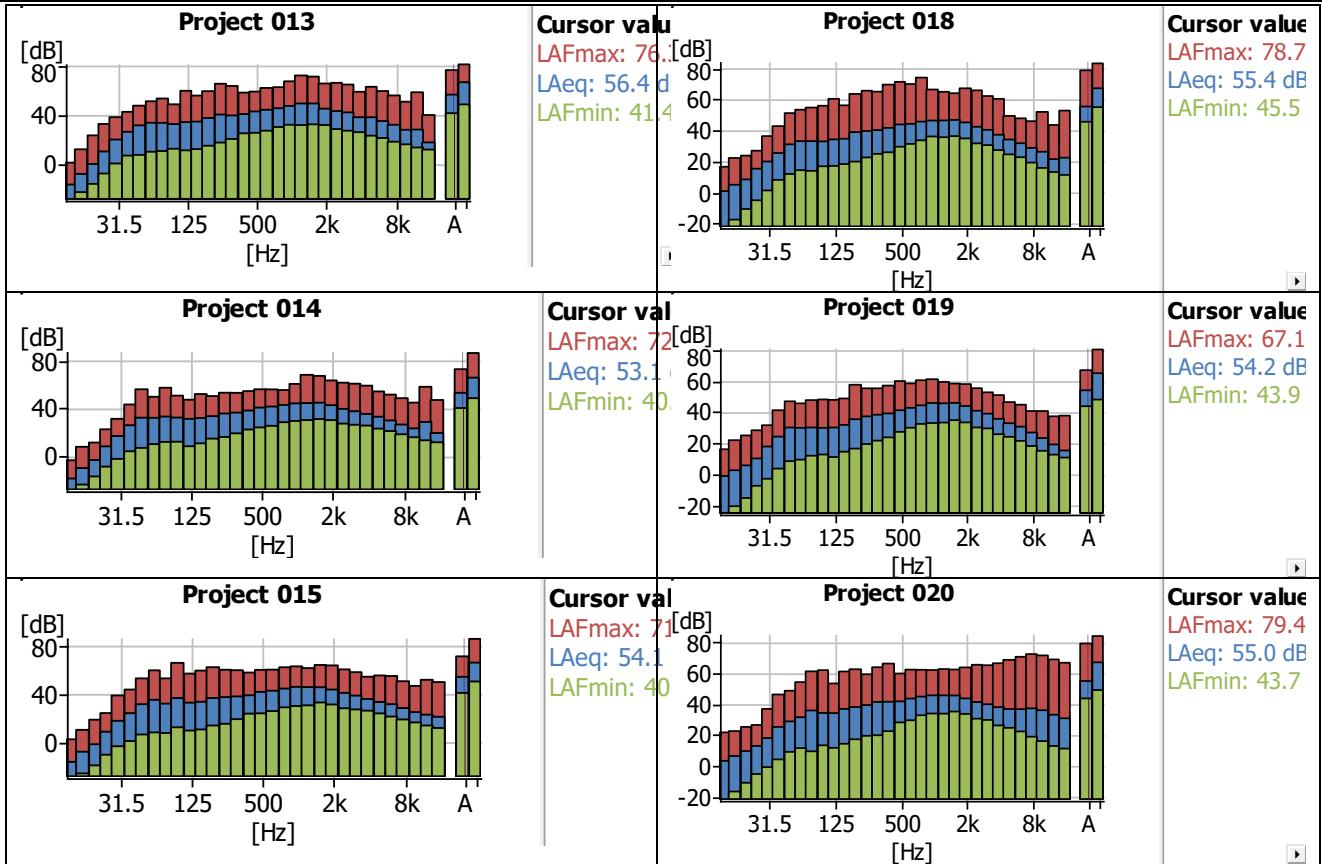 Project 013
Cursor valu
[dB]
LAFmax: 76.
LAeq: 56.4 d
LAFmin: 41.4
80
40
0
31.5 125 500 2k 8k A
[Hz]
Project 018
Cursor value
[dB]
LAFmax: 78.7
LAeq: 55.4 dB
LAFmin: 45.5
80
60
40
20
0
-20
31.5 125 500 2k 8k A
[Hz]
Project 014
Cursor val
[dB]
LAFmax: 72
LAeq: 53.1
LAFmin: 40.
80
40
0
31.5 125 500 2k 8k A
[Hz]
Project 019
Cursor value
[dB]
LAFmax: 67.1
LAeq: 54.2 dB
LAFmin: 43.9
80
60
40
20
0
-20
31.5 125 500 2k 8k A
[Hz]
Project 015
Cursor val
[dB]
LAFmax: 71
LAeq: 54.1
LAFmin: 40
80
40
0
31.5 125 500 2k 8k A
[Hz]
Project 020
Cursor value
[dB]
LAFmax: 79.4
LAeq: 55.0 dB
LAFmin: 43.7
80
60
40
20
0
-20
31.5 125 500 2k 8k A
[Hz]